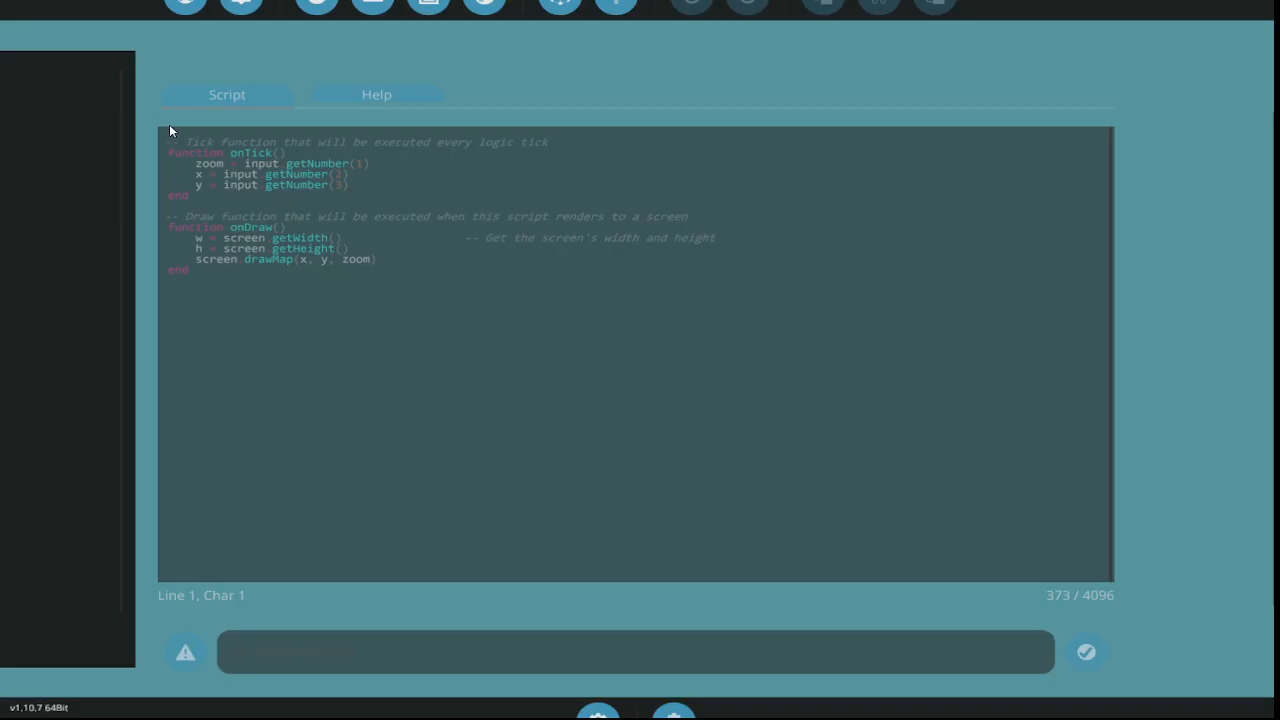 Script
Help
-- Tick function that will be executed every logic tick
function onTick()
zoom = input.getNumber(1)
x = input.getNumber(2)
y = input.getNumber(3)
end
-- Draw function that will be executed when this script renders to a screen
function onDraw()
w = screen.getWidth() -- Get the screen's width and height
h = screen.getHeight()
screen.drawMap(x, y, zoom)
end
Line 1, Char 1
373 / 4096
v1.10.7 64Bit